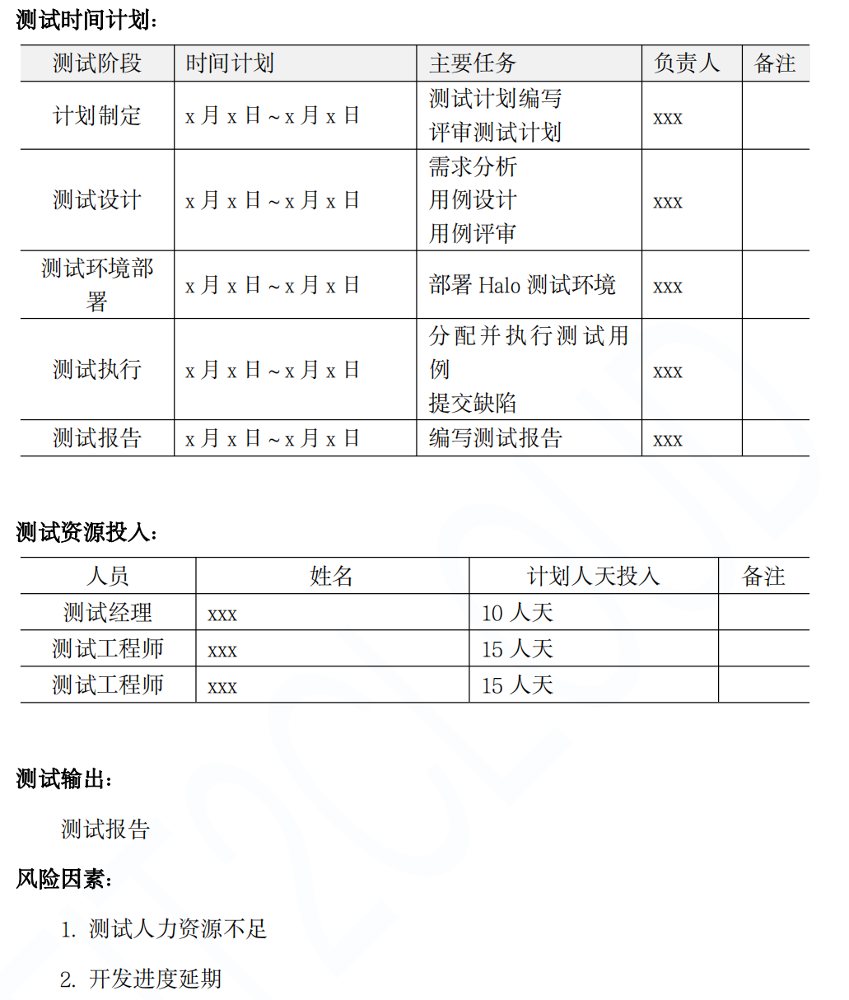 测试时间计划：
测试阶段 时间计划 主要任务 负责人 备注
计划制定 x 月 x 日 ~ x 月 x 日 测试计划编写
评审测试计划 xxx
测试设计 x 月 x 日 ~ x 月 x 日 需求分析
用例设计
用例评审 xxx
测试环境部
署 x 月 x 日 ~ x 月 x 日 部署 Halo 测试环境 xxx
测试执行 x 月 x 日 ~ x 月 x 日 分配并执行测试用
例
提交缺陷 xxx
测试报告 x 月 x 日 ~ x 月 x 日 编写测试报告 xxx
测试资源投入：
人员 姓名 计划人天投入 备注
测试经理 xxx 10 人天
测试工程师 xxx 15 人天
测试工程师 xxx 15 人天
测试输出：
测试报告
风险因素：
1. 测试人力资源不足
2. 开发进度延期